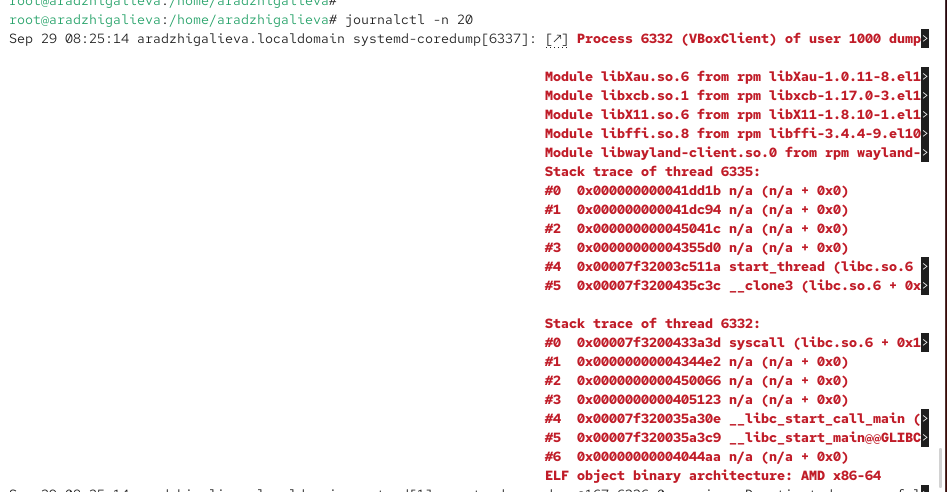 root@aradzhigalieva:/home/aradzhigalieva#
root@aradzhigalieva:/home/aradzhigalieva# journalctl -n 20
Sep 29 08:25:14 aradzhigalieva.localdomain systemd-coredump[6337]: [↗] Process 6332 (VBoxClient) of user 1000 dump>
Module libXau.so.6 from rpm libXau-1.0.11-8.el1>
Module libxcb.so.1 from rpm libxcb-1.17.0-3.el1>
Module libX11.so.6 from rpm libX11-1.8.10-1.el1>
Module libffi.so.8 from rpm libffi-3.4.4-9.el10>
Module libwayland-client.so.0 from rpm wayland->
Stack trace of thread 6335:
#0  0x000000000041dd1b n/a (n/a + 0x0)
#1  0x000000000041dc94 n/a (n/a + 0x0)
#2  0x000000000045041c n/a (n/a + 0x0)
#3  0x00000000004355d0 n/a (n/a + 0x0)
#4  0x00007f32003c511a start_thread (libc.so.6 >
#5  0x00007f3200435c3c __clone3 (libc.so.6 + 0x>
Stack trace of thread 6332:
#0  0x00007f3200433a3d syscall (libc.so.6 + 0x1>
#1  0x00000000004344e2 n/a (n/a + 0x0)
#2  0x0000000000450066 n/a (n/a + 0x0)
#3  0x0000000000405123 n/a (n/a + 0x0)
#4  0x00007f320035a30e __libc_start_call_main (>
#5  0x00007f320035a3c9 __libc_start_main@@GLIBC>
#6  0x00000000004044aa n/a (n/a + 0x0)
ELF object binary architecture: AMD x86-64